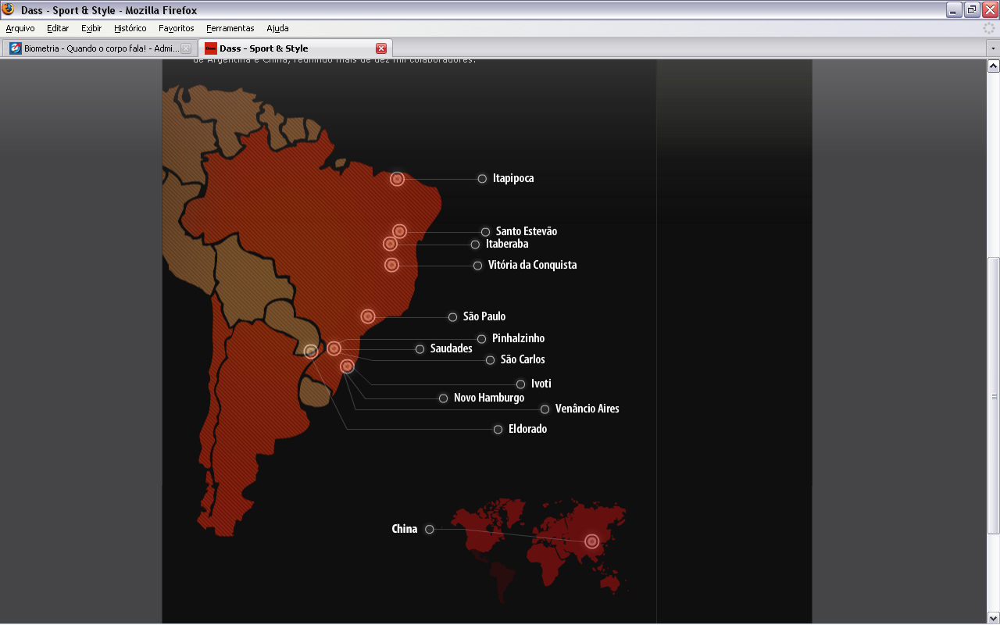 Dass - Sport & Style - Mozilla Firefox
Arquivo Editar Exibir Histórico Favoritos Ferramentas Ajuda
Biometria - Quando o corpo fala! - Admi...
Dass - Sport & Style
de Argentina e China, reunindo mais de dez mil colaboradores.
Itapipoca
Santo Estevão
Itaberaba
Vitória da Conquista
São Paulo
Pinhalzinho
Saudades
São Carlos
Ivoti
Novo Hamburgo
Venâncio Aires
Eldorado
China